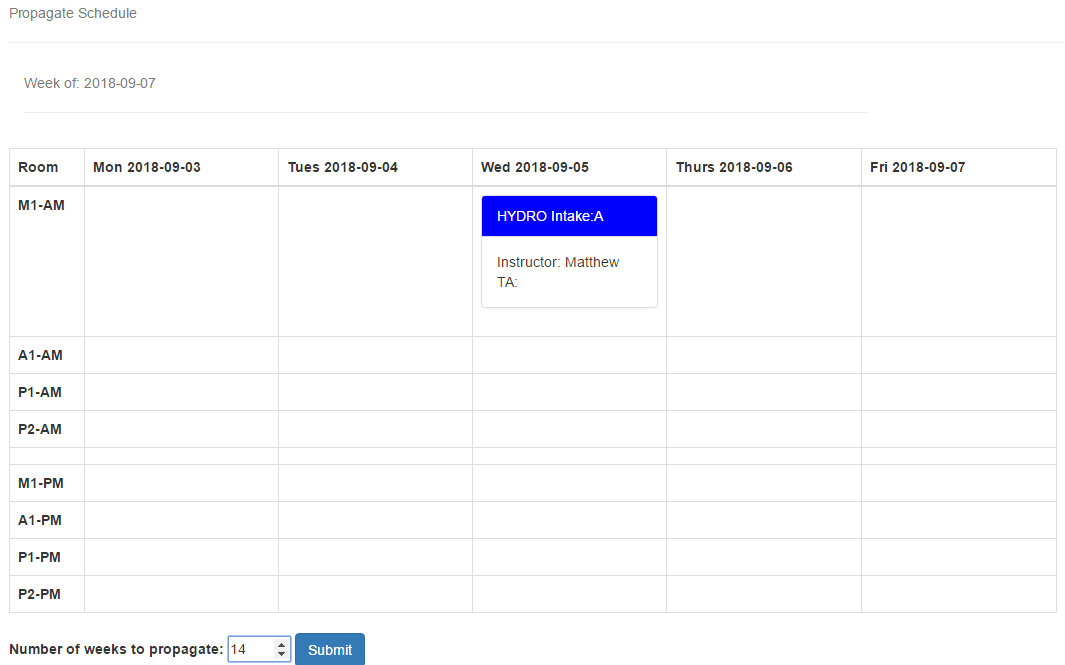 Propagate Schedule
Week of: 2018-09-07
Room Mon 2018-09-03 Tues 2018-09-04 Wed 2018-09-05 Thurs 2018-09-06 Fri 2018-09-07
M1-AM
HYDRO Intake:A
Instructor: Matthew
TA:
A1-AM
P1-AM
P2-AM
M1-PM
A1-PM
P1-PM
P2-PM
Number of weeks to propagate: 14 Submit